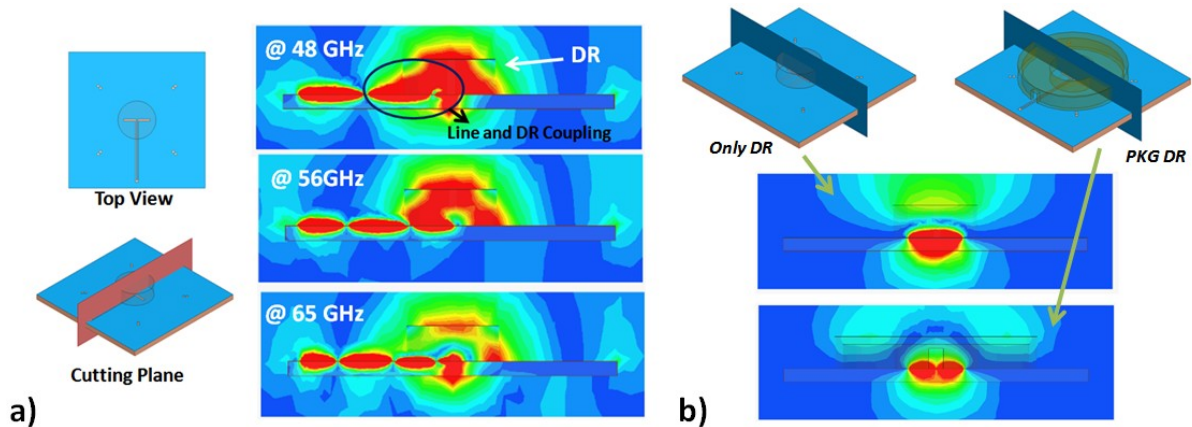 @ 48 GHz
DR
Line and DR Coupling
Top View
@ 56GHz
@ 65 GHz
Cutting Plane
a)
Only DR
PKG DR
b)